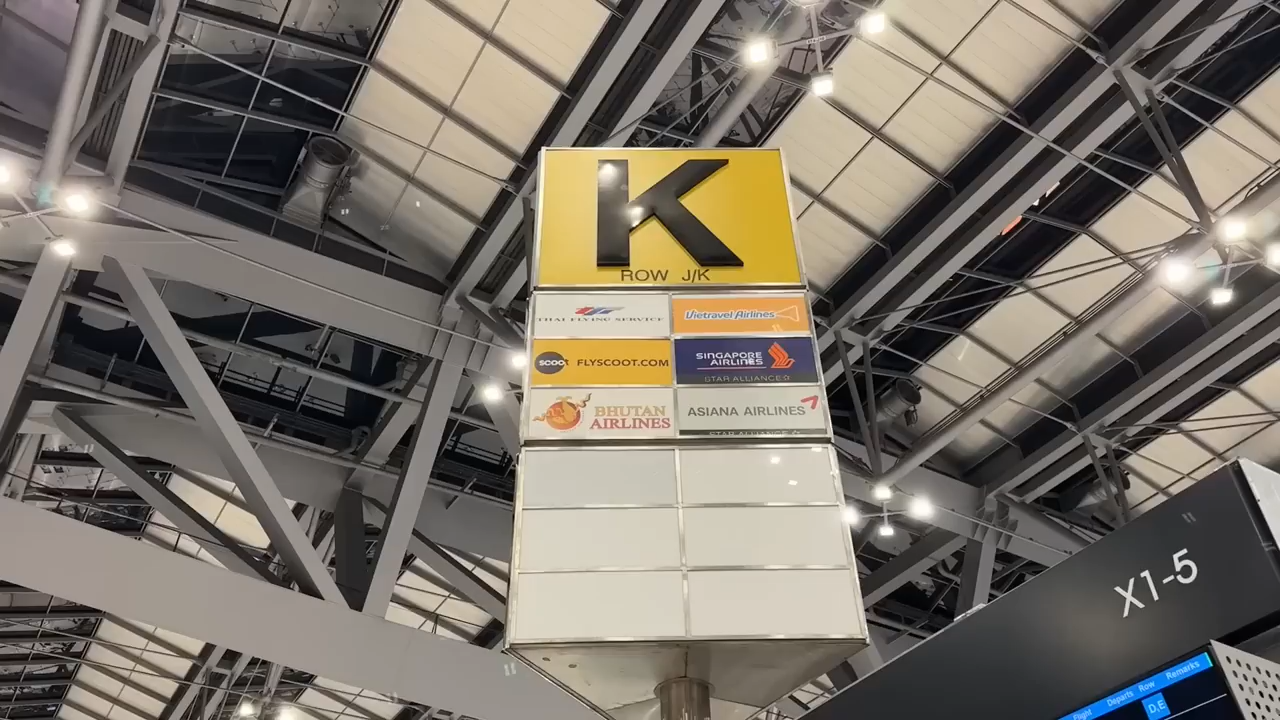 K
ROW J/K
THAI FLYING SERVICE
Vietravel Airlines
scoot FLYSCOOT.COM
SINGAPORE
AIRLINES
STAR ALLIANCE
BHUTAN
AIRLINES
ASIANA AIRLINES
STAR ALLIANCE
X1-5
Flight Departs Row Remarks
D,E